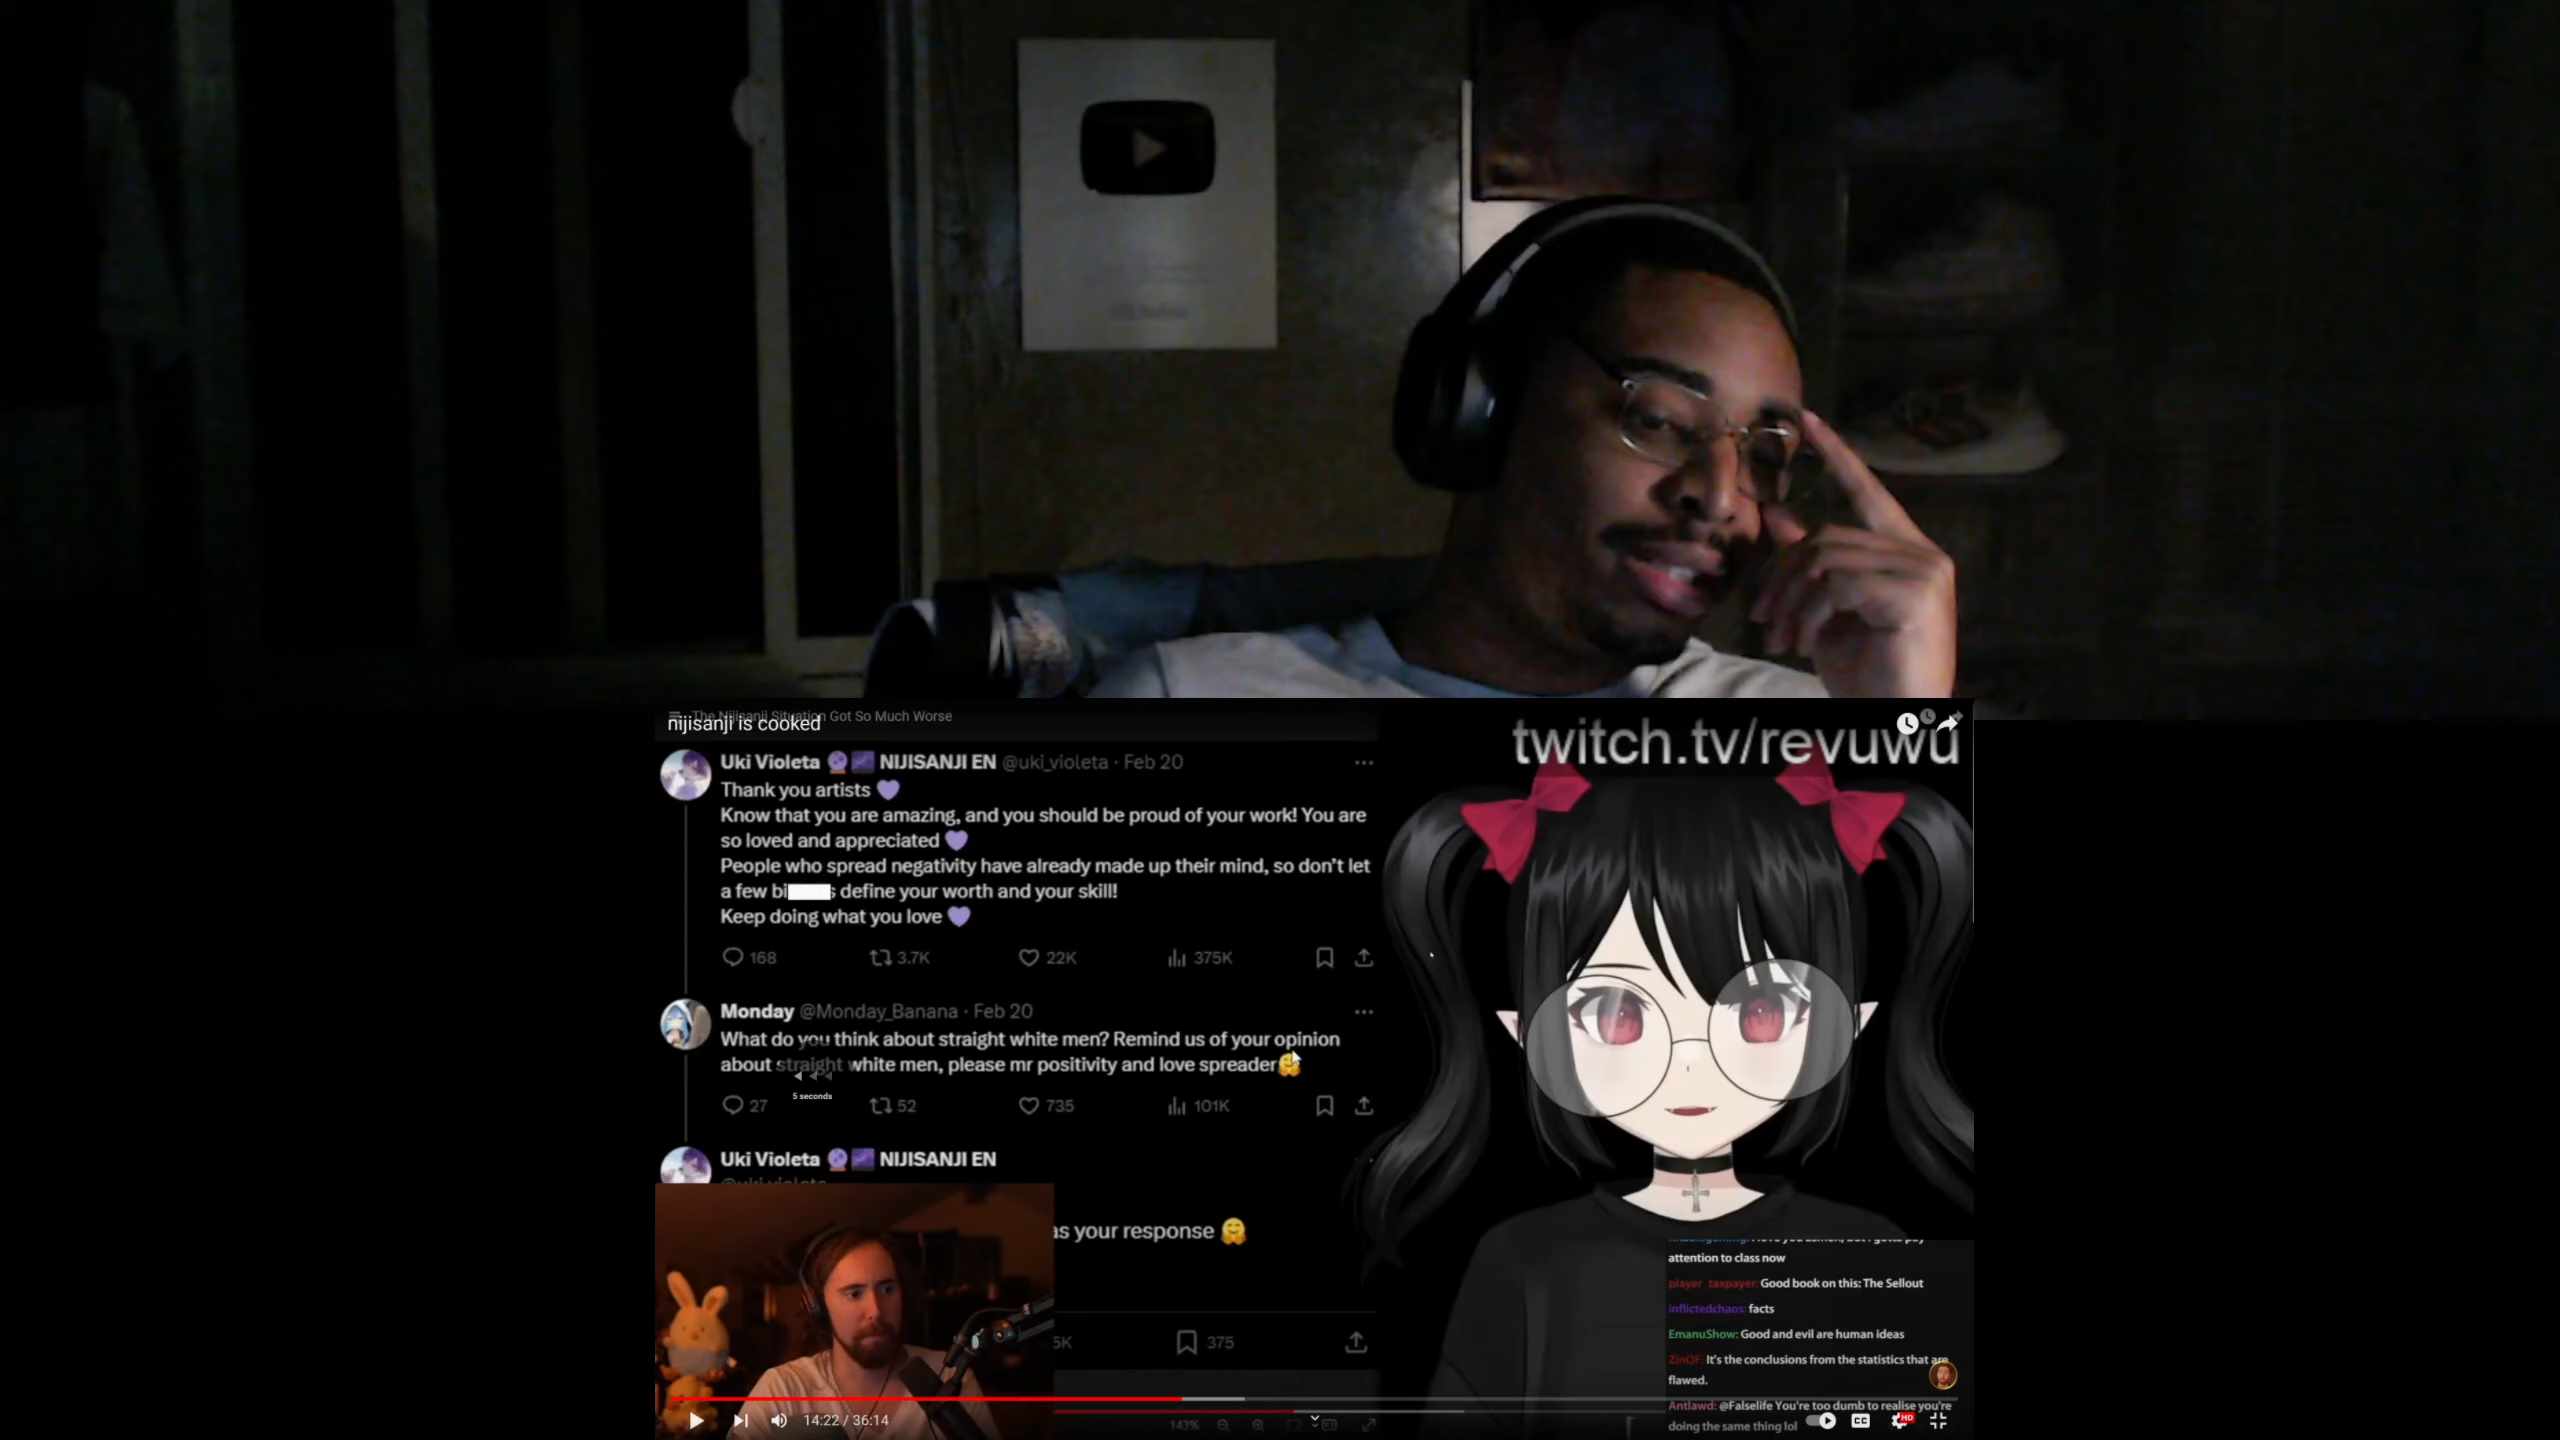 The Nijisanji Situation Got So Much Worse
nijisanji is cooked
twitch.tv/revuwu
Uki Violeta NIJISANJI EN @uki_violeta · Feb 20
Thank you artists 💜
Know that you are amazing, and you should be proud of your work! You are
so loved and appreciated 💜
People who spread negativity have already made up their mind, so don't let
a few bi s define your worth and your skill!
Keep doing what you love 💜
168 3.7K 22K 375K
Monday @Monday_Banana · Feb 20
What do you think about straight white men? Remind us of your opinion
about straight white men, please mr positivity and love spreader🤗
5 seconds
27 52 735 101K
Uki Violeta NIJISANJI EN
@uki_violeta
as your response 🤗
5K 375
attention to class now
player_taxpayer: Good book on this: The Sellout
inflictedchaos: facts
EmanuShow: Good and evil are human ideas
ZinQF: It's the conclusions from the statistics that are
flawed.
Antlawd: @Falselife You're too dumb to realise you're
doing the same thing lol
14:22 / 36:14
143%
CC
HD